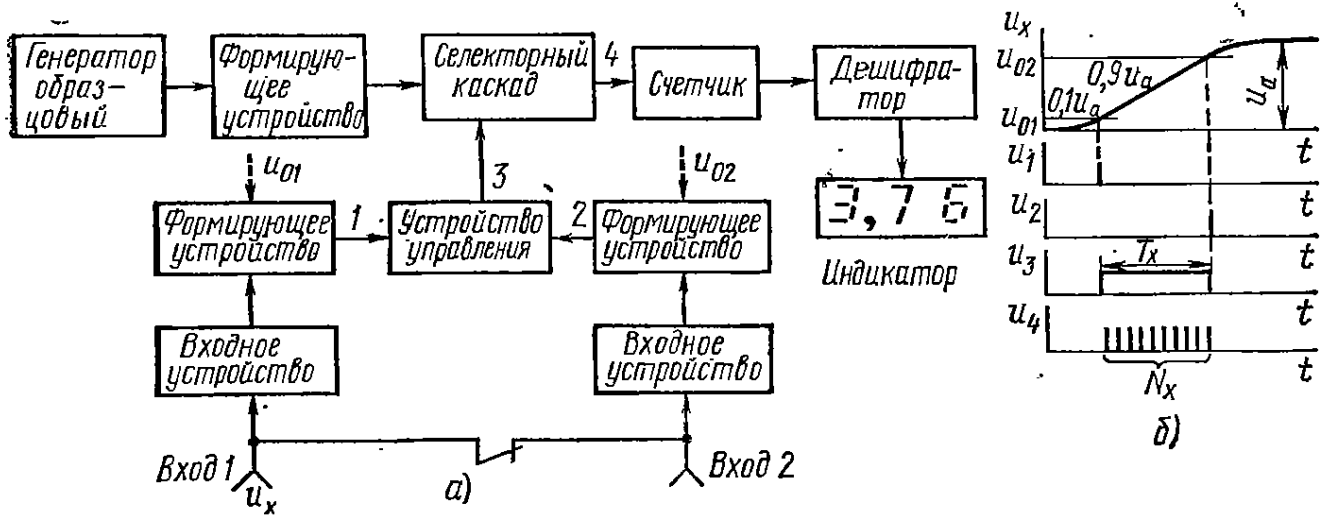 Генератор
образ-
цовый
Формирую-
щее
устройство
Селекторный
каскад
4
Счетчик
Дешифра-
тор
u01
3
u02
3,76
Индикатор
Формирующее
устройство
1
Устройство
управления
2
Формирующее
устройство
Входное
устройство
Входное
устройство
Вход 1
ux
а)
Вход 2
ux
u02
0,1ua
0,9ua
ua
u01
t
u1
t
u2
t
u3
Tx
t
u4
t
Nx
б)